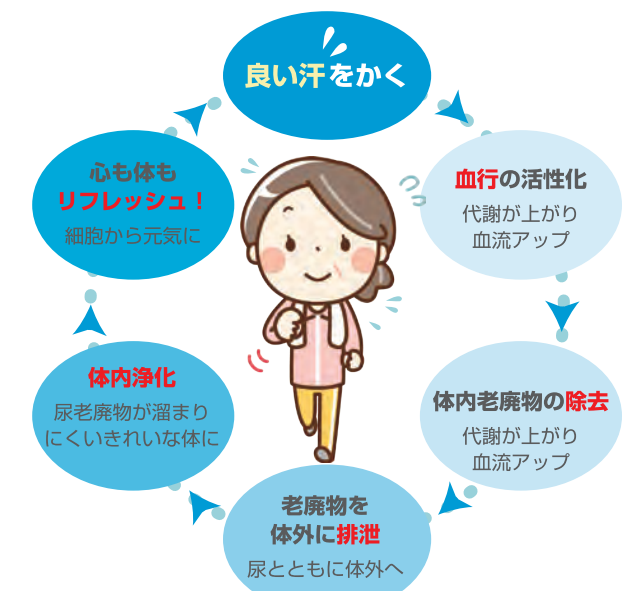 良い汗をかく
血行の活性化
代謝が上がり
血流アップ
体内老廃物の除去
代謝が上がり
血流アップ
老廃物を
体外に排泄
尿とともに体外へ
体内浄化
尿老廃物が溜まり
にくいきれいな体に
心も体も
リフレッシュ！
細胞から元気に